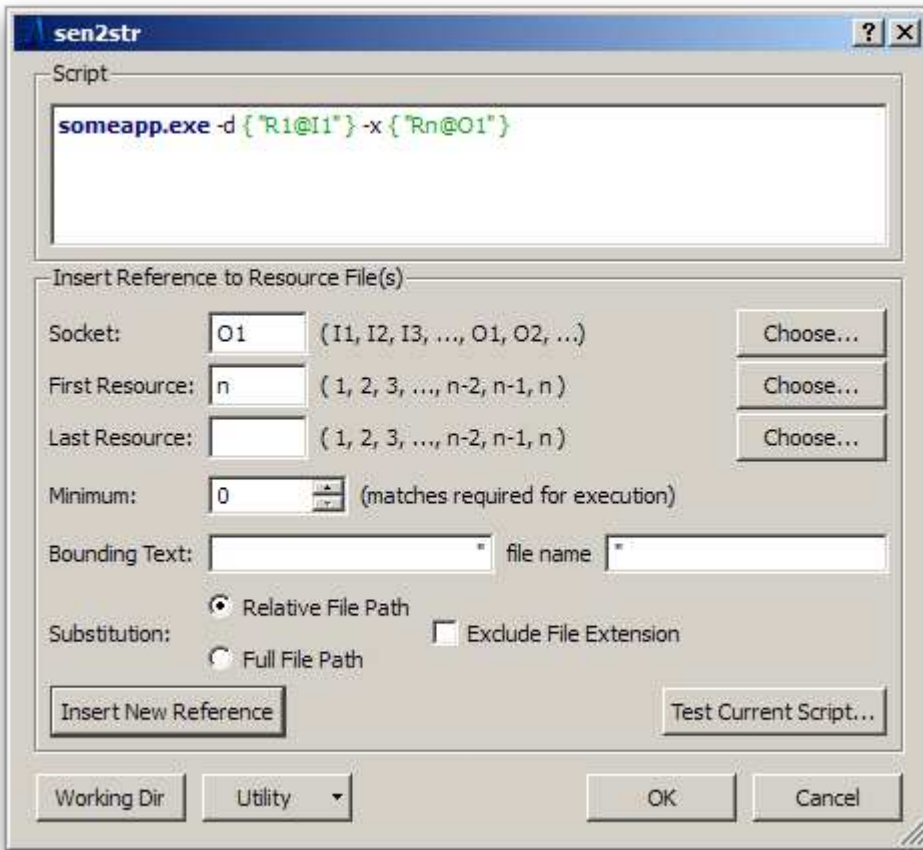 sen2str
Script
someapp.exe -d {"R1@I1"} -x {"Rn@O1"}
Insert Reference to Resource File(s)
Socket: O1 ( I1, I2, I3, ..., O1, O2, ...) Choose...
First Resource: n ( 1, 2, 3, ..., n-2, n-1, n ) Choose...
Last Resource: ( 1, 2, 3, ..., n-2, n-1, n ) Choose...
Minimum: 0 (matches required for execution)
Bounding Text: " file name "
Relative File Path
Substitution: Exclude File Extension
Full File Path
Insert New Reference Test Current Script...
Working Dir Utility OK Cancel